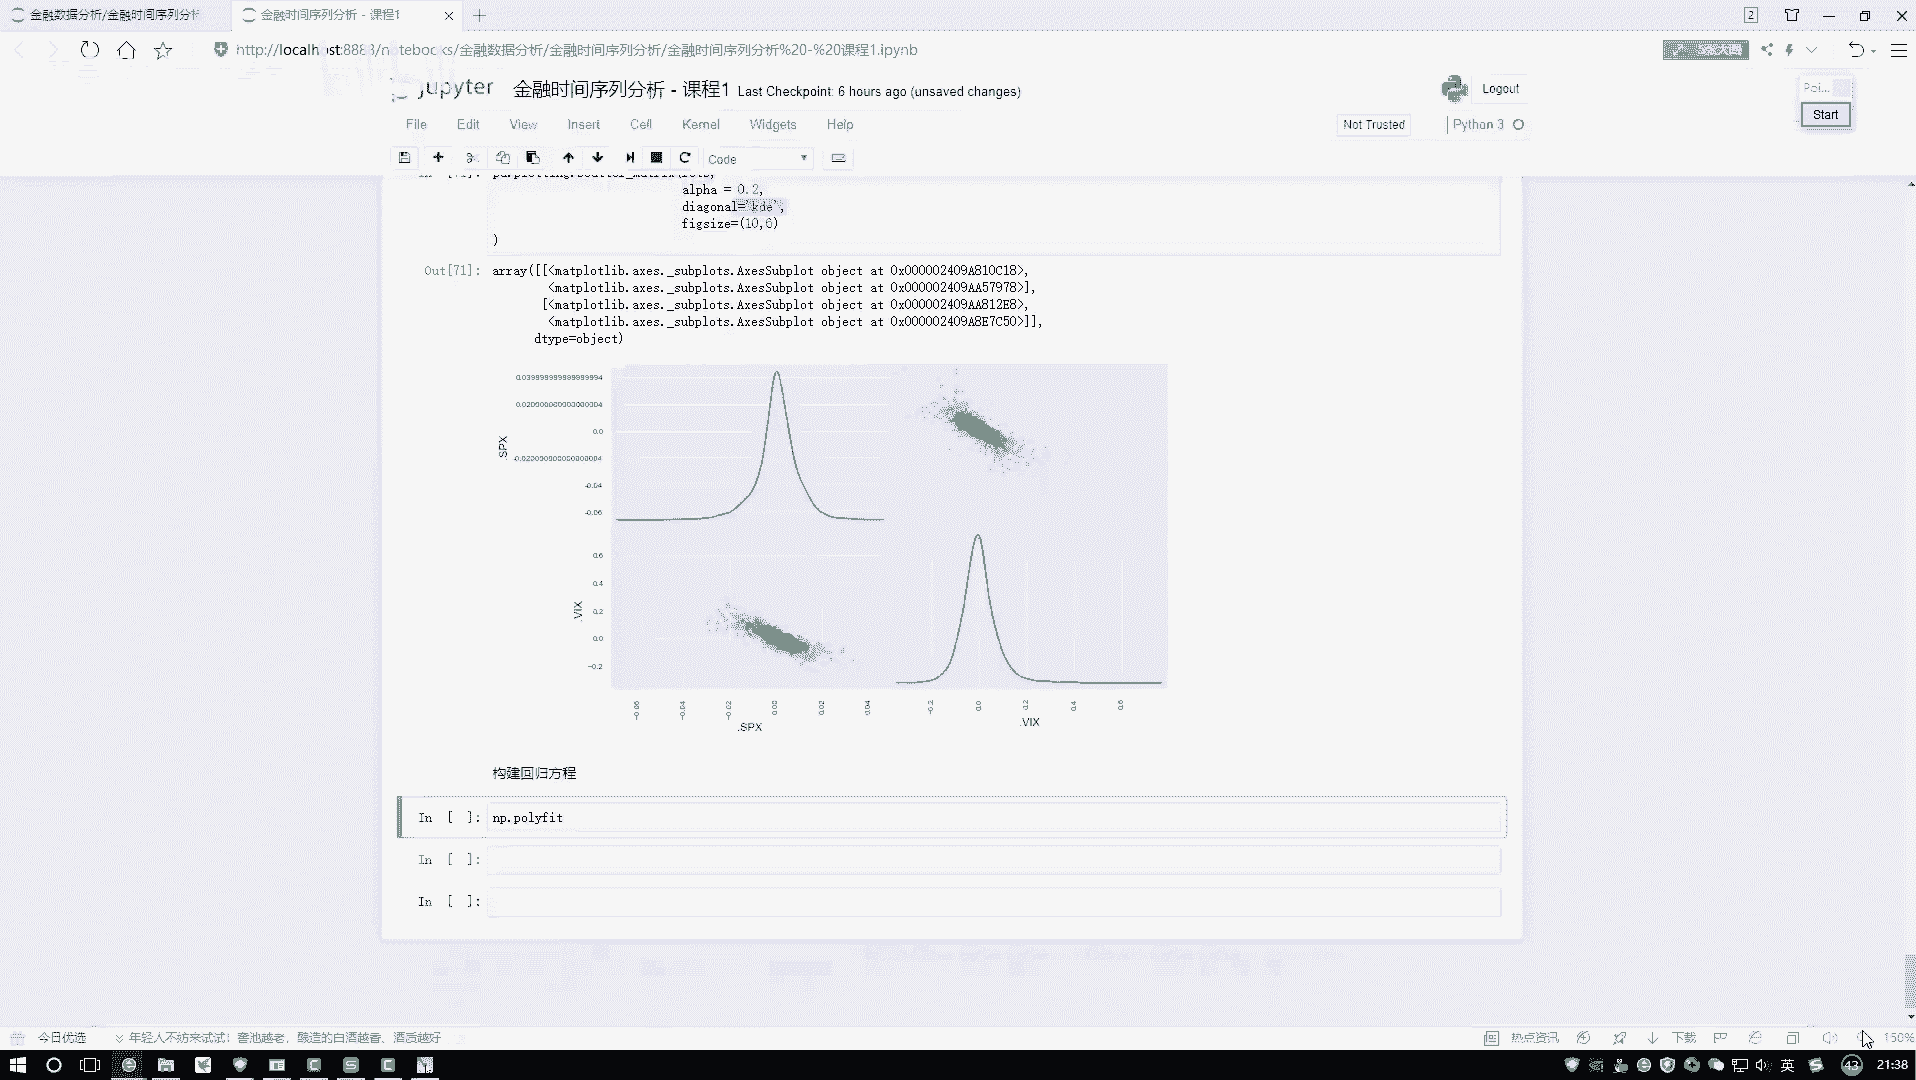 金融数据分析/金融时间序列分析
金融时间序列分析 - 课程1
2
http://localhost:8888/notebooks/金融数据分析/金融时间序列分析/金融时间序列分析%20-%20课程1.ipynb
jupyter 金融时间序列分析 - 课程1 Last Checkpoint: 6 hours ago (unsaved changes)
Logout
Start
File Edit View Insert Cell Kernel Widgets Help
Not Trusted
Python 3
Code
alpha = 0.2,
diagonal='kde',
figsize=(10,6)
)
Out[71]: array([[<matplotlib.axes._subplots.AxesSubplot object at 0x000002409A810C18>,
<matplotlib.axes._subplots.AxesSubplot object at 0x000002409AA57978>],
[<matplotlib.axes._subplots.AxesSubplot object at 0x000002409AA812E8>,
<matplotlib.axes._subplots.AxesSubplot object at 0x000002409A8E7C50>]],
dtype=object)
.SPX
0.0
-0.04
-0.06
.VIX
0.6
0.4
0.2
0.0
-0.2
-0.06 -0.04 -0.02 0.00 0.02 0.04
.SPX
-0.2 0.0 0.2 0.4 0.6
.VIX
构建回归方程
In [ ]: np.polyfit
In [ ]:
In [ ]:
今日优选
年轻人不妨来试试！窖池越老，酿造的白酒越香、酒质越好
热点资讯
下载
150%
英
43
21:38